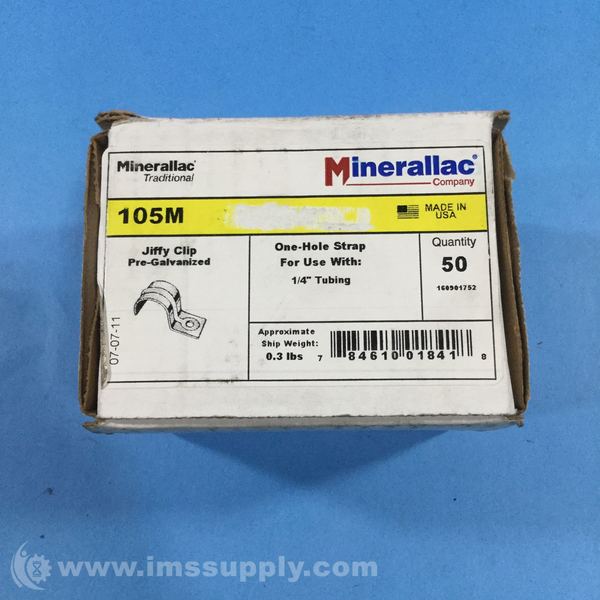 Minerallac®
Traditional
Minerallac®
Company
105M
MADE IN
USA
Jiffy Clip
Pre-Galvanized
One-Hole Strap
For Use With:
1/4" Tubing
Quantity
50
160901752
07-07-11
Approximate
Ship Weight:
0.3 lbs
7 84610 01841 8
www.imssupply.com